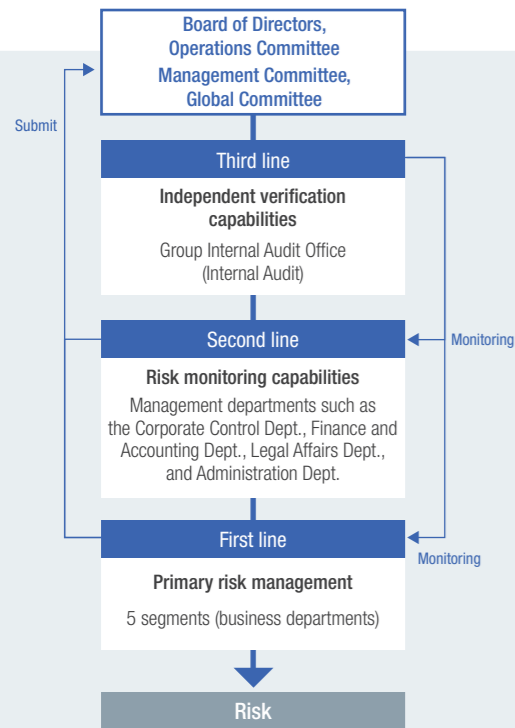 Board of Directors,
Operations Committee
Management Committee,
Global Committee
Submit
Third line
Independent verification
capabilities
Group Internal Audit Office
(Internal Audit)
Second line
Monitoring
Risk monitoring capabilities
Management departments such as
the Corporate Control Dept., Finance and
Accounting Dept., Legal Affairs Dept.,
and Administration Dept.
First line
Monitoring
Primary risk management
5 segments (business departments)
Risk